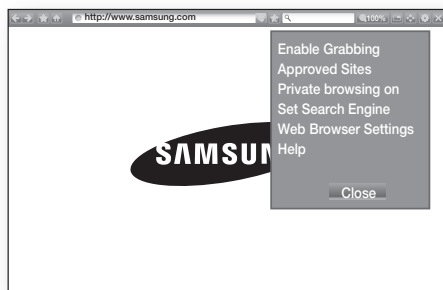 http://www.samsung.com
100%
Enable Grabbing
Approved Sites
Private browsing on
Set Search Engine
Web Browser Settings
Help
SAMSUN
Close